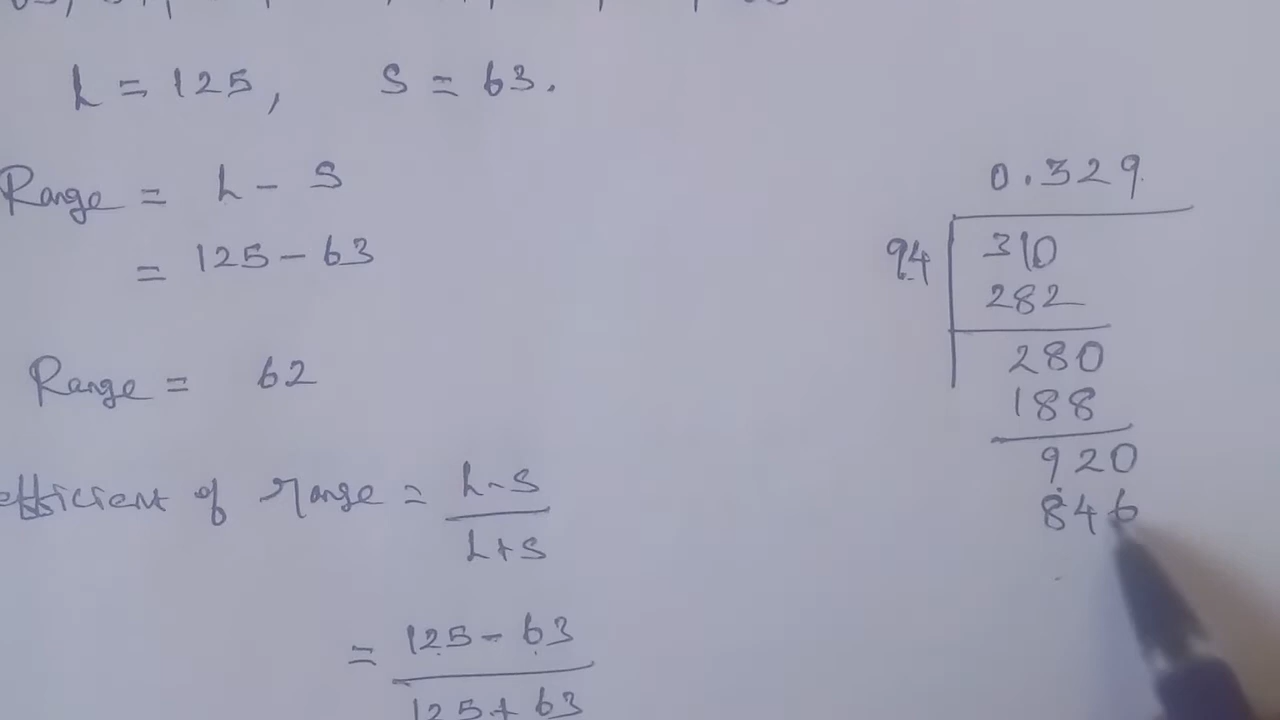 L = 125, S = 63.
Range = L - S
= 125 - 63
Range = 62
efficient of range = L-S
L+S
= 125 - 63
125 + 63
0.329
94 310
282
280
188
920
846